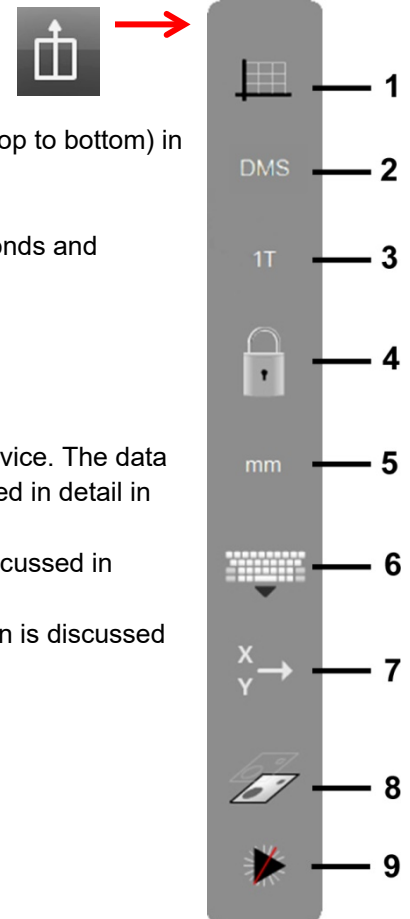 op to bottom) in
onds and
vice. The data
ed in detail in
cussed in
n is discussed
1
DMS 2
1T 3
4
mm 5
6
X
Y 7
8
9